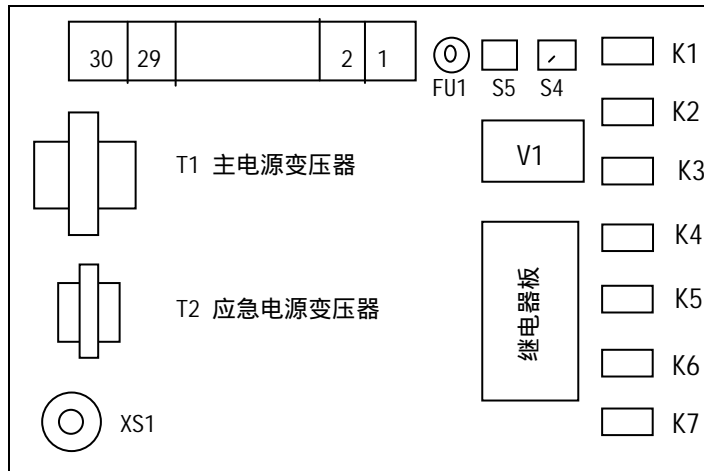 30 29 2 1
FU1 S5 S4
K1
K2
V1
T1 主电源变压器
K3
K4
继电器板
K5
T2 应急电源变压器
K6
XS1
K7